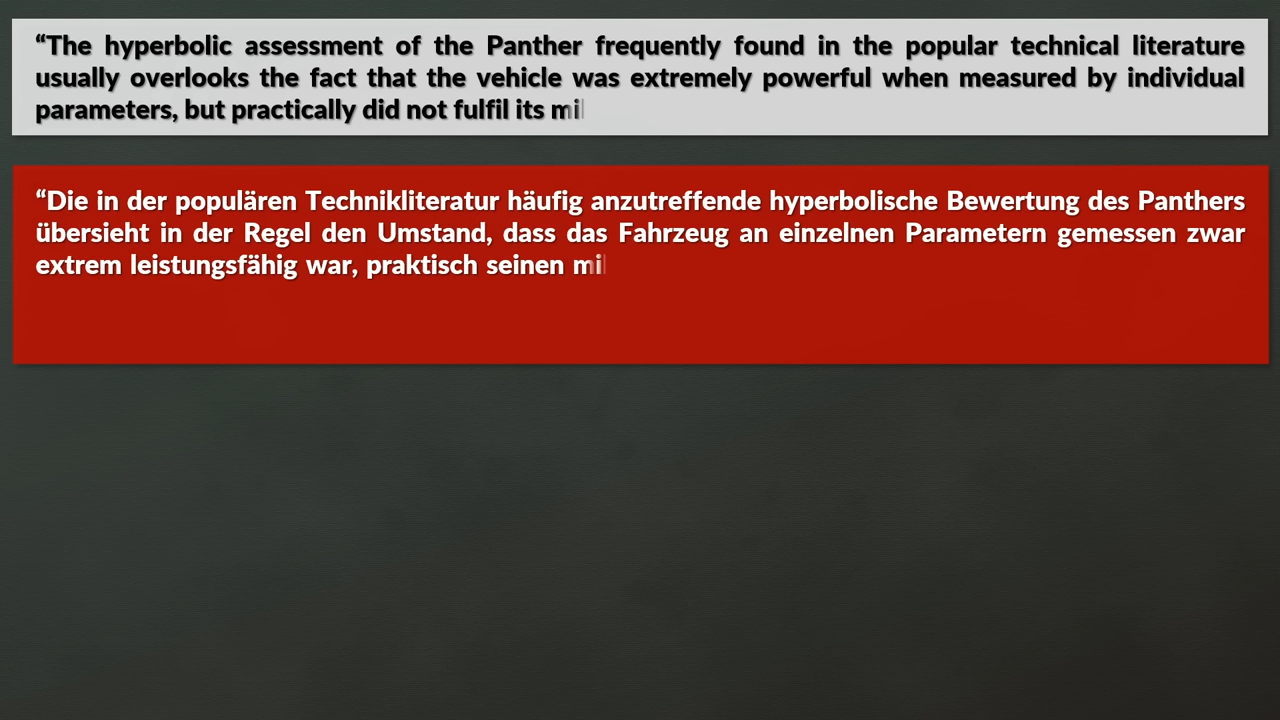 “The hyperbolic assessment of the Panther frequently found in the popular technical literature
usually overlooks the fact that the vehicle was extremely powerful when measured by individual
parameters, but practically did not fulfil its mil
“Die in der populären Technikliteratur häufig anzutreffende hyperbolische Bewertung des Panthers
übersieht in der Regel den Umstand, dass das Fahrzeug an einzelnen Parametern gemessen zwar
extrem leistungsfähig war, praktisch seinen mil